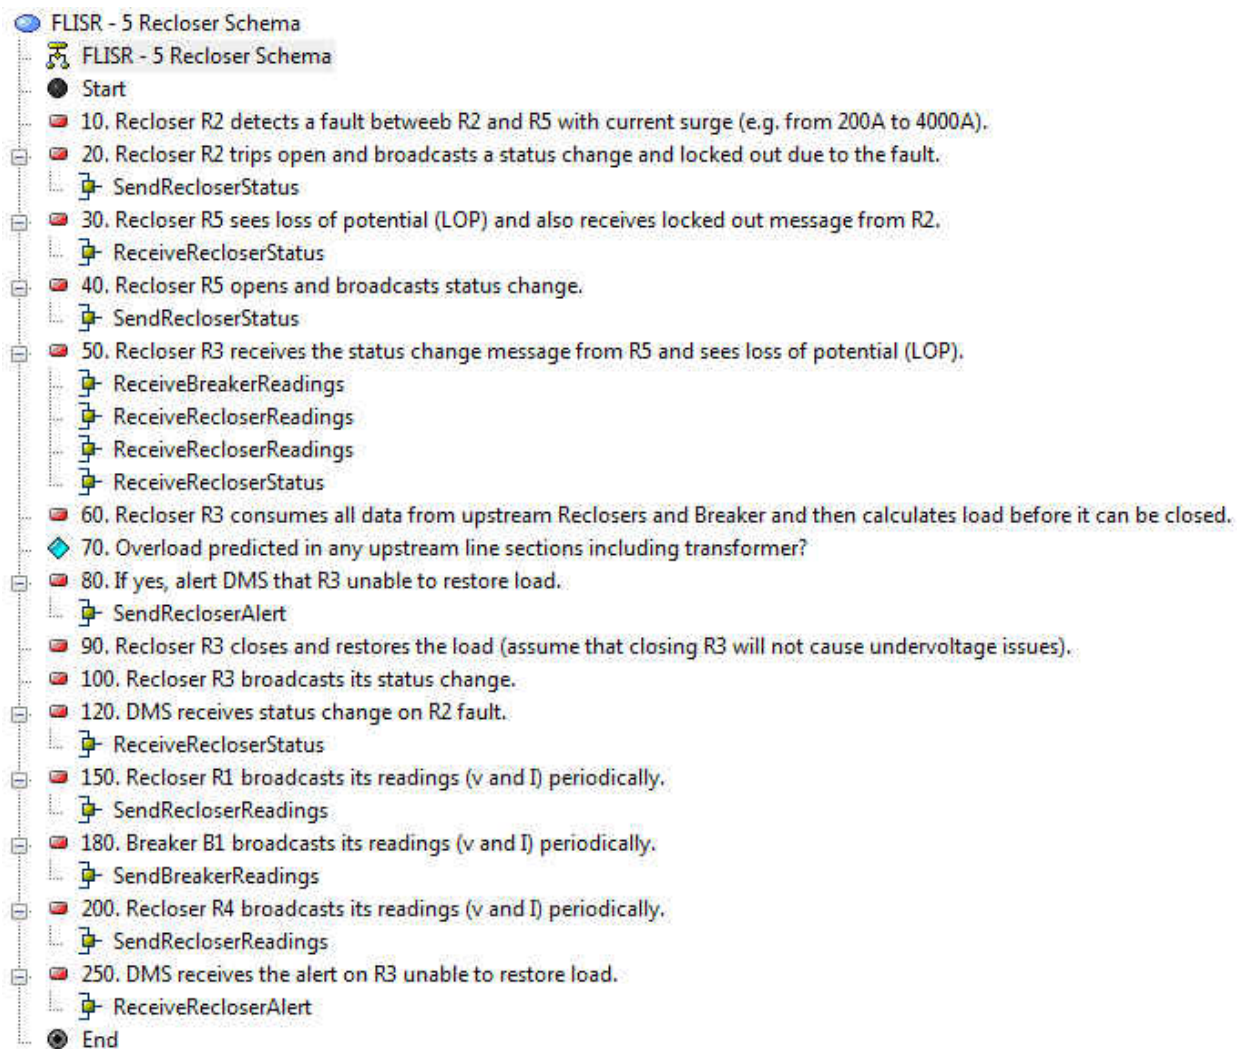 FLISR - 5 Recloser Schema
FLISR - 5 Recloser Schema
Start
10. Recloser R2 detects a fault betweeb R2 and R5 with current surge (e.g. from 200A to 4000A).
20. Recloser R2 trips open and broadcasts a status change and locked out due to the fault.
SendRecloserStatus
30. Recloser R5 sees loss of potential (LOP) and also receives locked out message from R2.
ReceiveRecloserStatus
40. Recloser R5 opens and broadcasts status change.
SendRecloserStatus
50. Recloser R3 receives the status change message from R5 and sees loss of potential (LOP).
ReceiveBreakerReadings
ReceiveRecloserReadings
ReceiveRecloserReadings
ReceiveRecloserStatus
60. Recloser R3 consumes all data from upstream Reclosers and Breaker and then calculates load before it can be closed.
70. Overload predicted in any upstream line sections including transformer?
80. If yes, alert DMS that R3 unable to restore load.
SendRecloserAlert
90. Recloser R3 closes and restores the load (assume that closing R3 will not cause undervoltage issues).
100. Recloser R3 broadcasts its status change.
120. DMS receives status change on R2 fault.
ReceiveRecloserStatus
150. Recloser R1 broadcasts its readings (v and I) periodically.
SendRecloserReadings
180. Breaker B1 broadcasts its readings (v and I) periodically.
SendBreakerReadings
200. Recloser R4 broadcasts its readings (v and I) periodically.
SendRecloserReadings
250. DMS receives the alert on R3 unable to restore load.
ReceiveRecloserAlert
End